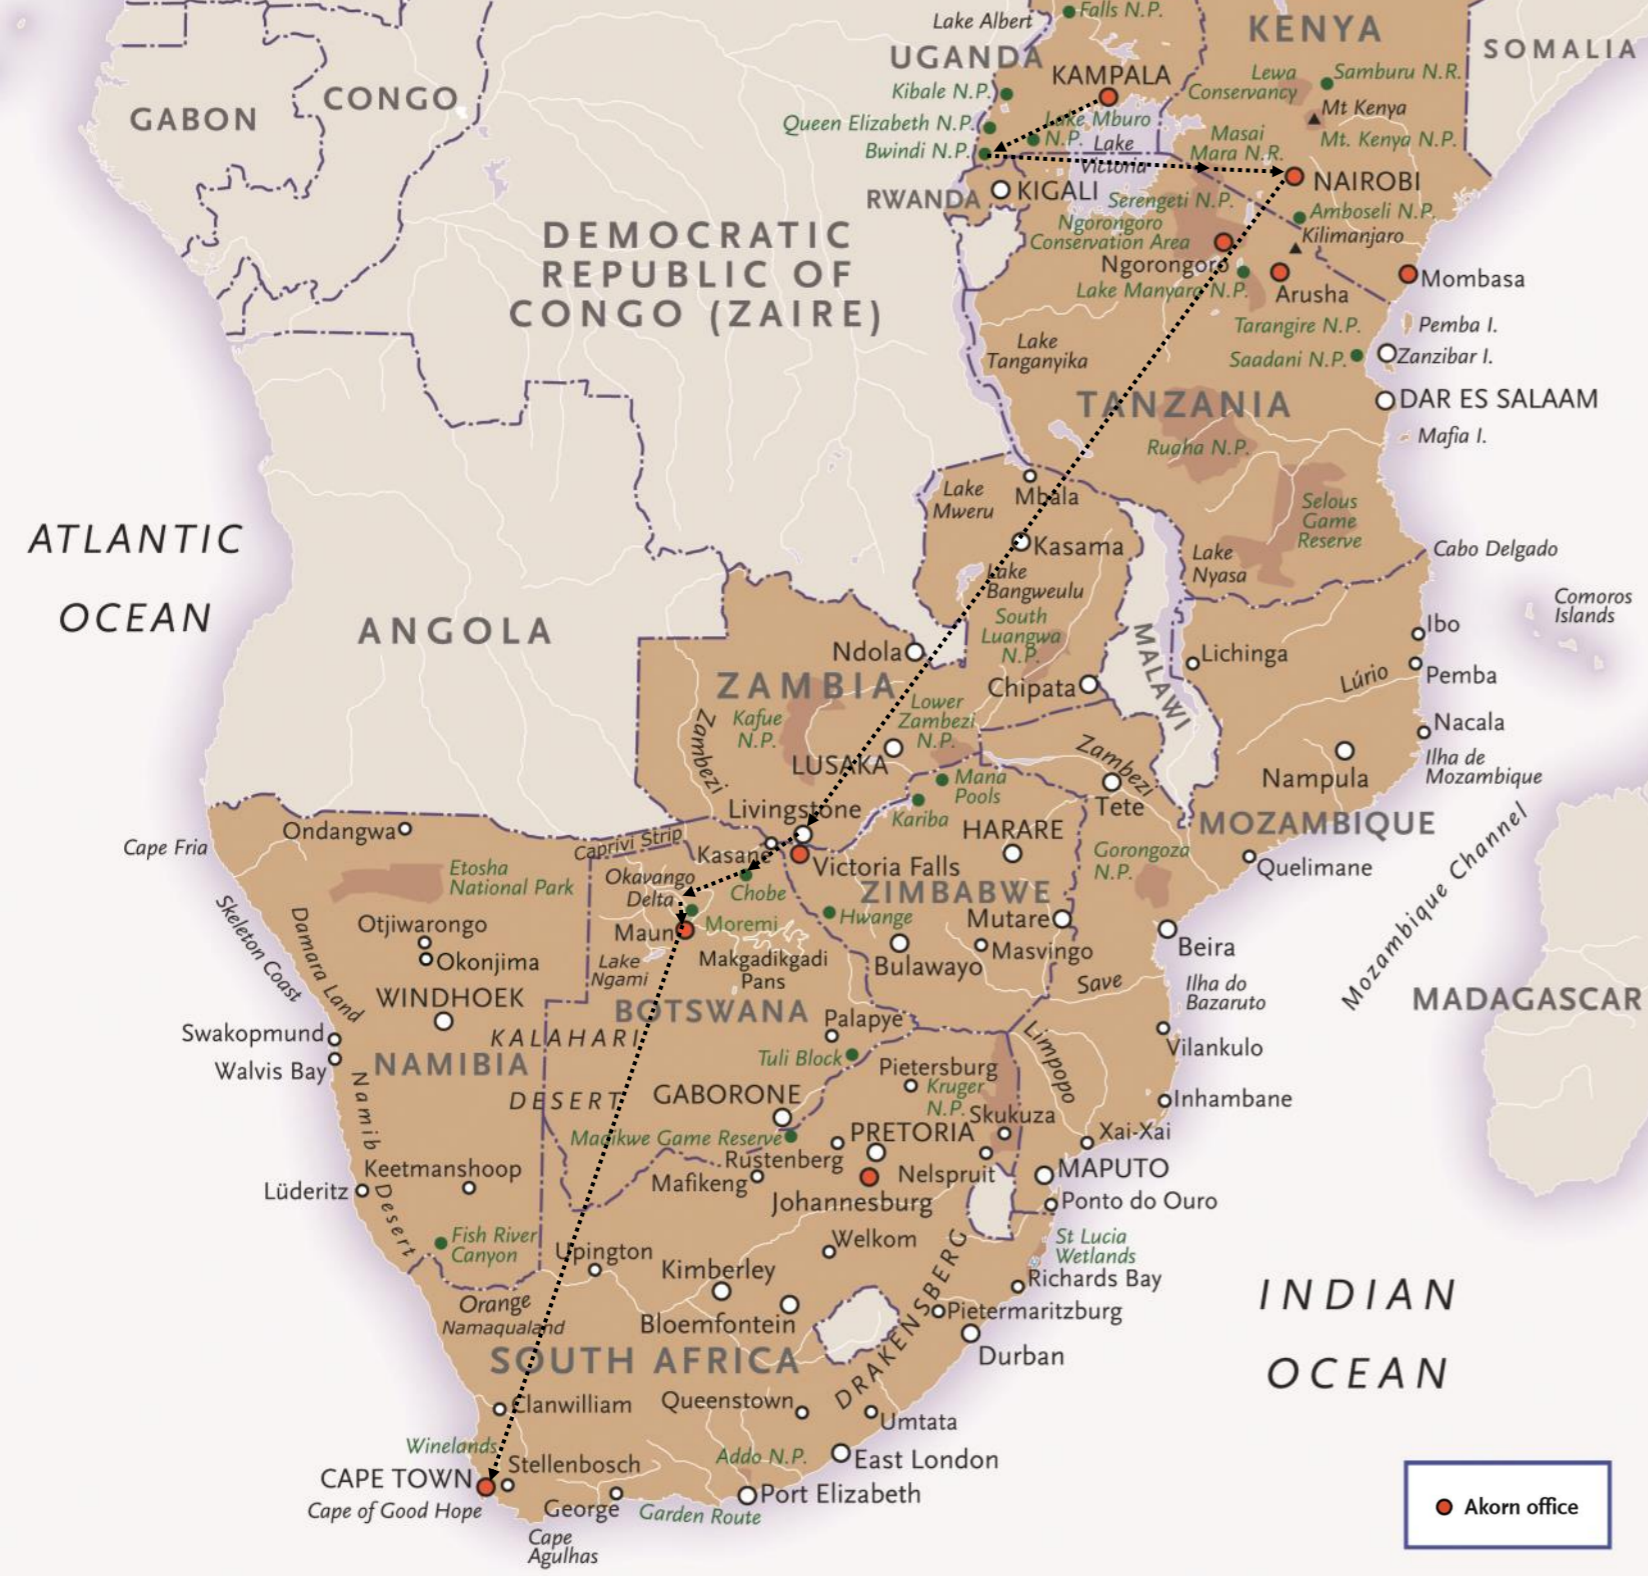 Lake Albert
Falls N.P.
KENYA
UGANDA
SOMALIA
KAMPALA
Lewa
Conservancy
Samburu N.R.
Kibale N.P.
GABON
CONGO
Mt Kenya
Queen Elizabeth N.P.
Lake Mburo
N.P.
Masai
Mara N.R.
Mt. Kenya N.P.
Bwindi N.P.
Lake
Victoria
RWANDA
KIGALI
NAIROBI
Serengeti N.P.
Amboseli N.P.
Ngorongoro
Conservation Area
Kilimanjaro
DEMOCRATIC
REPUBLIC OF
CONGO (ZAIRE)
Ngorongoro
Lake Manyara N.P.
Arusha
Mombasa
Tarangire N.P.
Pemba I.
Lake
Tanganyika
Saadani N.P.
Zanzibar I.
TANZANIA
DAR ES SALAAM
Mafia I.
Ruaha N.P.
Lake
Mweru
Mbala
Selous
Game
Reserve
ATLANTIC
OCEAN
Kasama
Lake
Nyasa
Cabo Delgado
Lake
Bangweulu
Comoros
Islands
South
Luangwa
N.P.
ANGOLA
Ibo
MALAWI
Ndola
Lichinga
Pemba
Lúrio
ZAMBIA
Chipata
Kafue
N.P.
Lower
Zambezi
N.P.
Zambezi
Nacala
LUSAKA
Zambezi
Ilha de
Mozambique
Nampula
Mana
Pools
Tete
Livingstone
Kariba
HARARE
MOZAMBIQUE
Ondangwa
Cape Fria
Caprivi Strip
Kasane
Victoria Falls
Gorongoza
N.P.
Quelimane
Mozambique Channel
Etosha
National Park
Okavango
Delta
Chobe
ZIMBABWE
Skeleton Coast
Damara Land
Otjiwarongo
Moremi
Hwange
Mutare
Maun
Okonjima
Lake
Ngami
Makgadikgadi
Pans
Bulawayo
Masvingo
Beira
Save
Ilha do
Bazaruto
WINDHOEK
BOTSWANA
MADAGASCAR
Palapye
Swakopmund
KALAHARI
DESERT
Limpopo
Vilankulo
Walvis Bay
NAMIBIA
Tuli Block
Pietersburg
Kruger
N.P.
GABORONE
Inhambane
Skukuza
Namib
Desert
Madikwe Game Reserve
PRETORIA
Xai-Xai
Rustenberg
Keetmanshoop
Nelspruit
MAPUTO
Lüderitz
Mafikeng
Johannesburg
Ponto do Ouro
Fish River
Canyon
Welkom
St Lucia
Wetlands
Upington
Kimberley
Richards Bay
INDIAN
OCEAN
Orange
Namaqualand
Bloemfontein
Pietermaritzburg
DRAKENSBERG
Durban
SOUTH AFRICA
Clanwilliam
Queenstown
Umtata
Winelands
Addo N.P.
East London
Stellenbosch
CAPE TOWN
Port Elizabeth
Cape of Good Hope
George
Garden Route
Cape
Agulhas
Akorn office